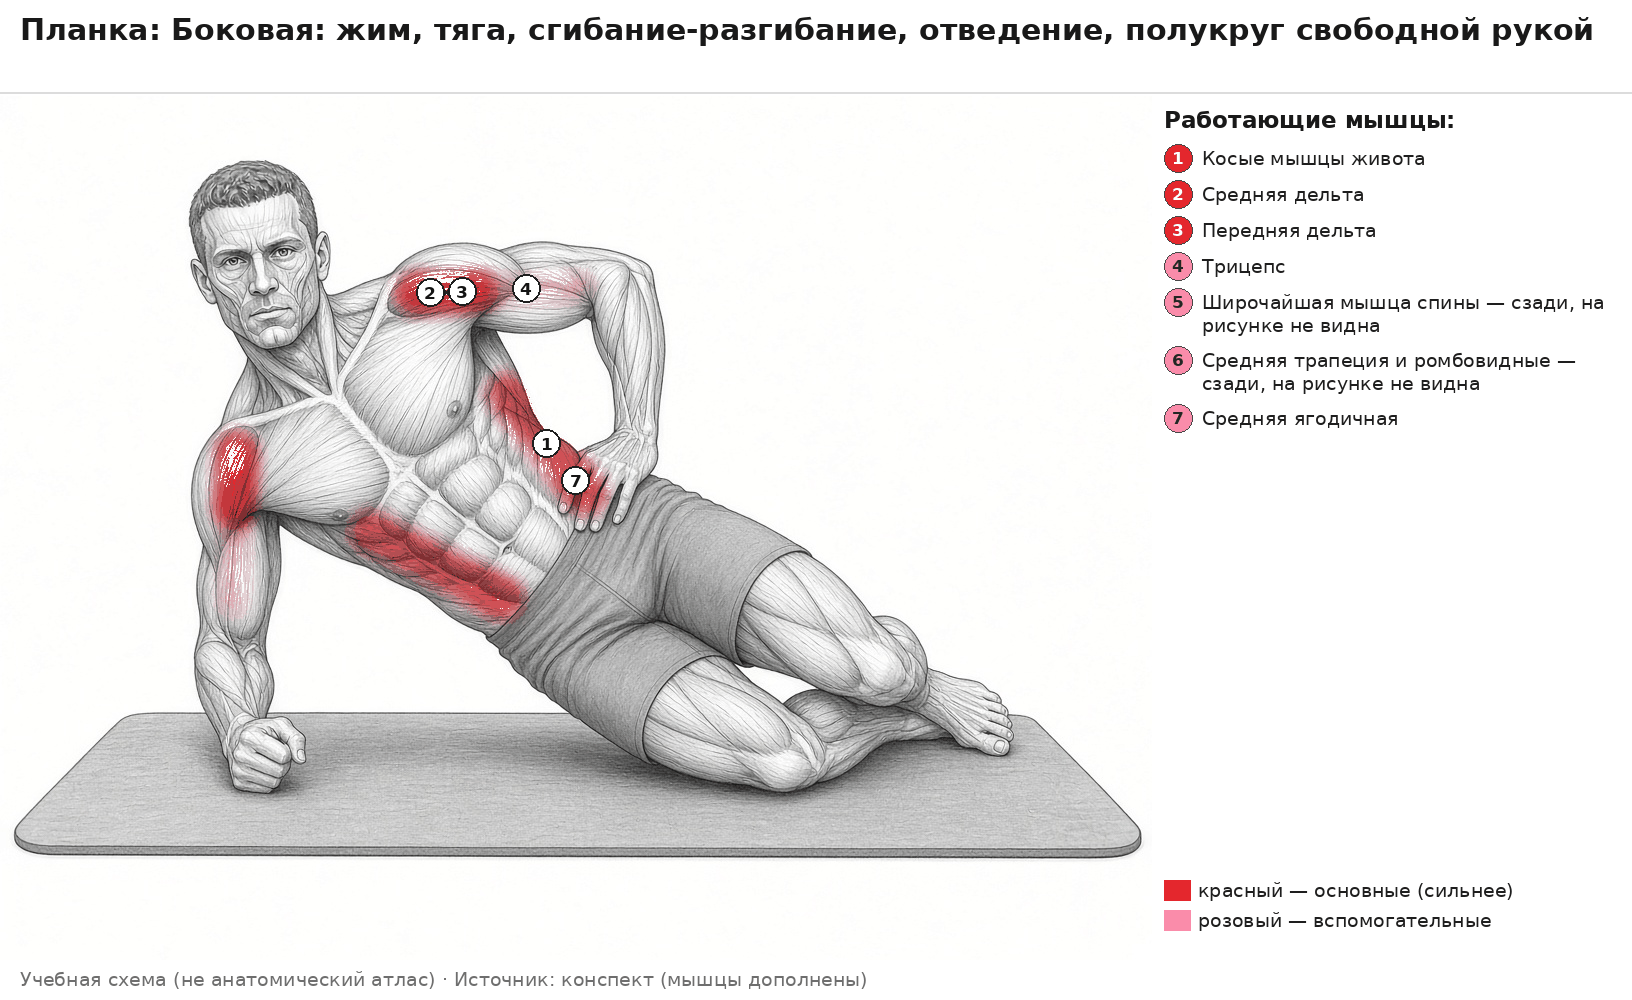 Планка: Боковая: жим, тяга, сгибание-разгибание, отведение, полукруг свободной рукой
Работающие мышцы:
1 Косые мышцы живота
2 Средняя дельта
3 Передняя дельта
4 Трицепс
5 Широчайшая мышца спины — сзади, на
рисунке не видна
6 Средняя трапеция и ромбовидные —
сзади, на рисунке не видна
7 Средняя ягодичная
2 3 4
1
7
красный — основные (сильнее)
розовый — вспомогательные
Учебная схема (не анатомический атлас) · Источник: конспект (мышцы дополнены)